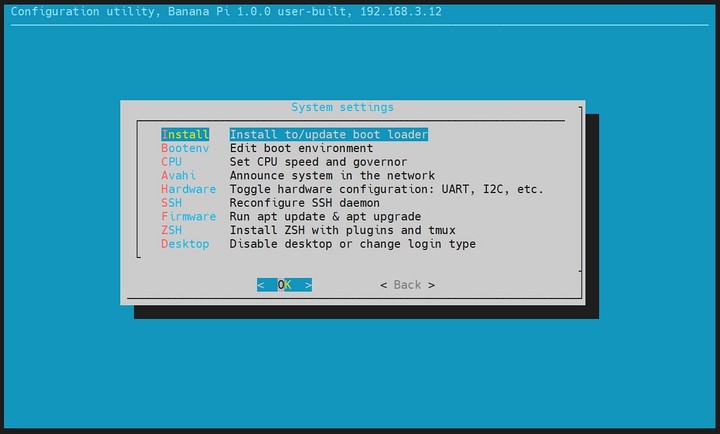 Configuration utility, Banana Pi 1.0.0 user-built, 192.168.3.12
System settings
Install Install to/update boot loader
Bootenv Edit boot environment
CPU Set CPU speed and governor
Avahi Announce system in the network
Hardware Toggle hardware configuration: UART, I2C, etc.
SSH Reconfigure SSH daemon
Firmware Run apt update & apt upgrade
ZSH Install ZSH with plugins and tmux
Desktop Disable desktop or change login type
< OK > < Back >